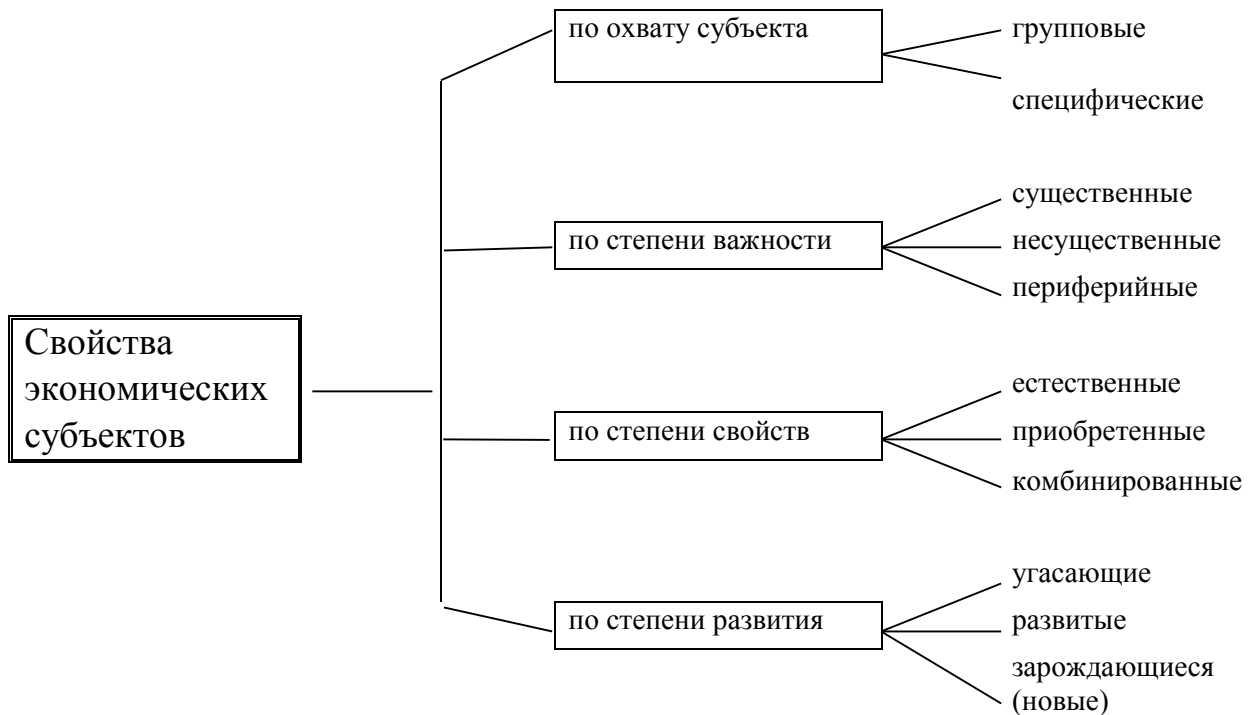 по охвату субъекта
групповые
специфические
существенные
по степени важности
несущественные
периферийные
Свойства
экономических
субъектов
естественные
по степени свойств
приобретенные
комбинированные
угасающие
по степени развития
развитые
зарождающиеся
(новые)